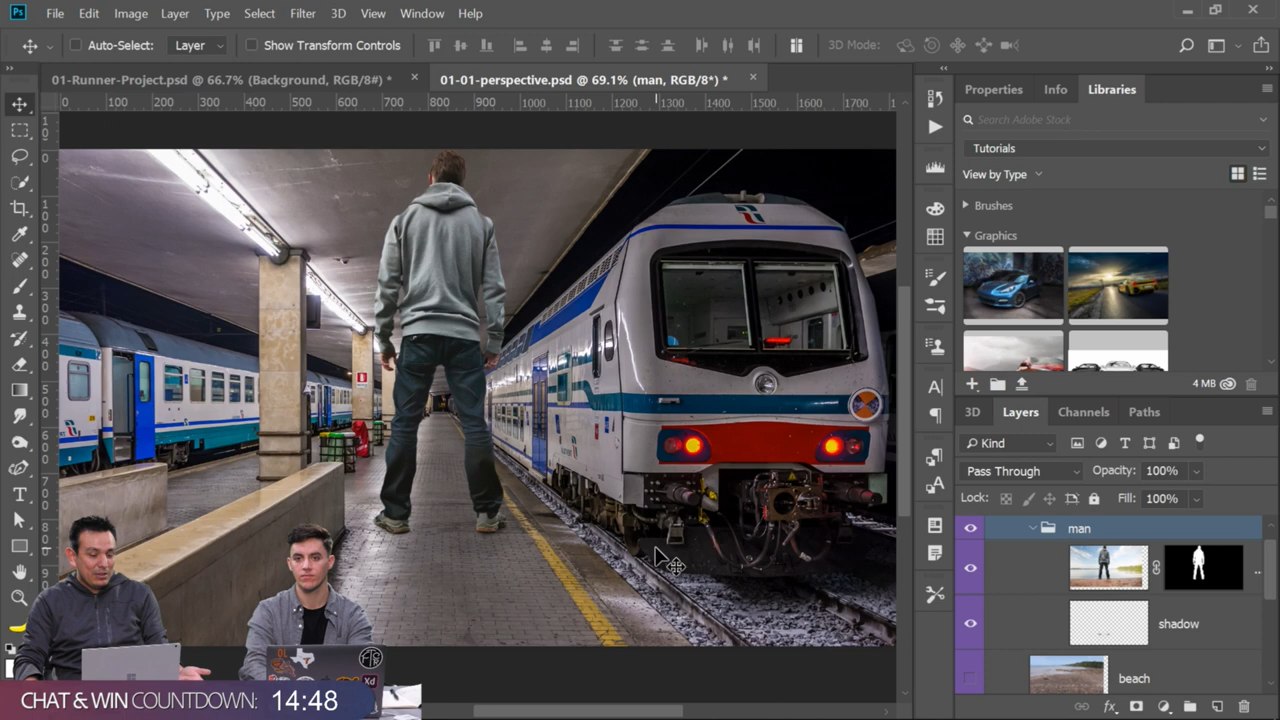 Ps File Edit Image Layer Type Select Filter 3D View Window Help
Auto-Select: Layer Show Transform Controls 3D Mode:
01-Runner-Project.psd @ 66.7% (Background, RGB/8#) * 01-01-perspective.psd @ 69.1% (man, RGB/8*) *
0 100 200 300 400 500 600 700 800 900 1000 1100 1200 1300 1400 1500 1600 1700
Properties Info Libraries
Search Adobe Stock
Tutorials
View by Type
Brushes
Graphics
4 MB
3D Layers Channels Paths
Kind
Pass Through Opacity: 100%
Lock: Fill: 100%
man
shadow
beach
Xd
CHAT & WIN COUNTDOWN: 14:48